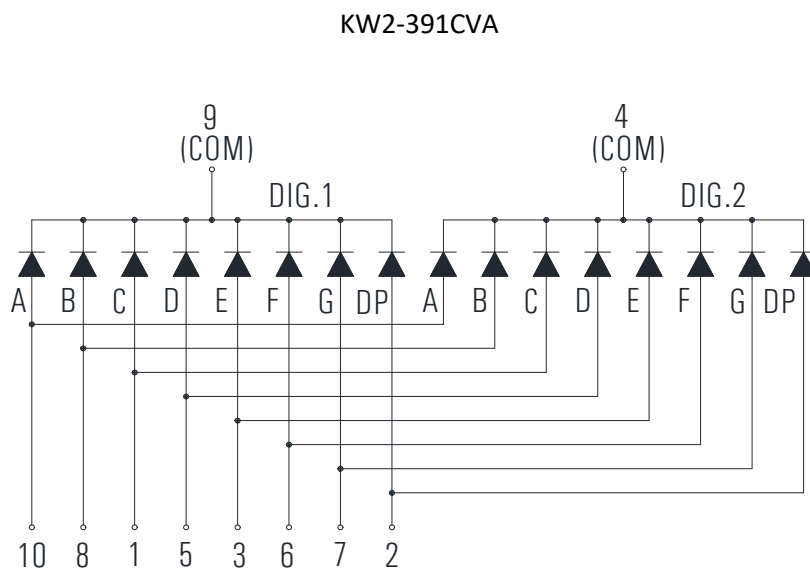 KW2-391CVA
9 4
(COM) (COM)
DIG.1 DIG.2
A B C D E F G DP A B C D E F G DP
10 8 1 5 3 6 7 2